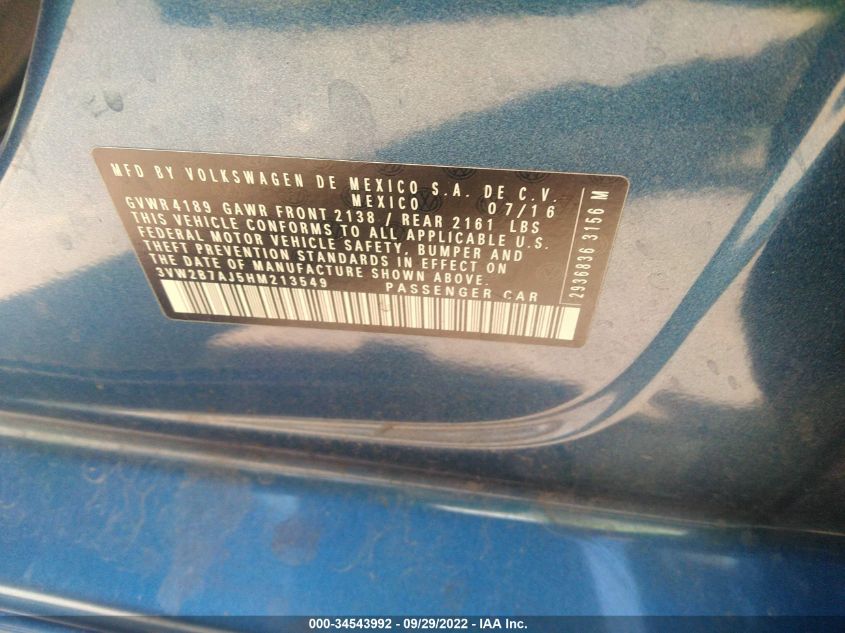 MFD BY VOLKSWAGEN DE MEXICO S.A. DE C.V.
MEXICO 07/16
GVWR4189 GAWR FRONT 2138 / REAR 2161 LBS
THIS VEHICLE CONFORMS TO ALL APPLICABLE U.S.
FEDERAL MOTOR VEHICLE SAFETY, BUMPER AND
THEFT PREVENTION STANDARDS IN EFFECT ON
THE DATE OF MANUFACTURE SHOWN ABOVE.
3VW2B7AJ5HM213549 PASSENGER CAR
2936836 3156 M
000-34543992 - 09/29/2022 - IAA Inc.